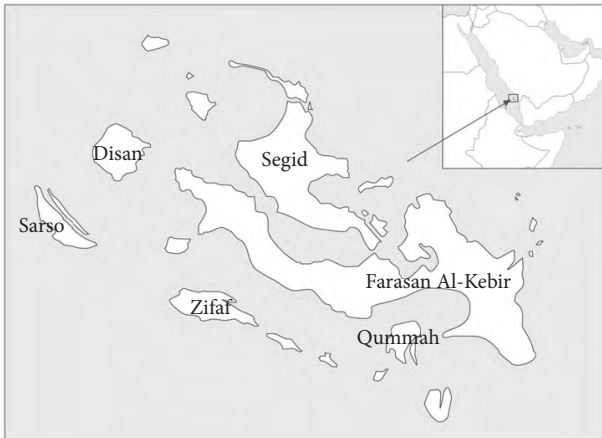 Disan
Segid
Sarso
Farasan Al-Kebir
Zifaf
Qummah